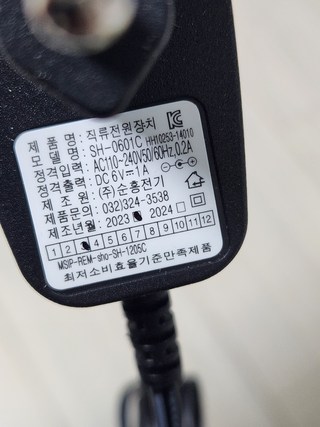 제 품 명 : 직류전원장치
모 델 명 : SH-0601C HH10253-14010
정격입력 : AC110-240V50/60Hz,0.2A
정격출력 : DC 6V⎓1A
제 조 원 : (주)순흥전기
제품문의 : 032)324-3538
제조년월 : 2023 2024
1 2 4 5 6 7 8 9 10 11 12
MSIP-REM-sho-SH-1205C
최저소비효율기준만족제품